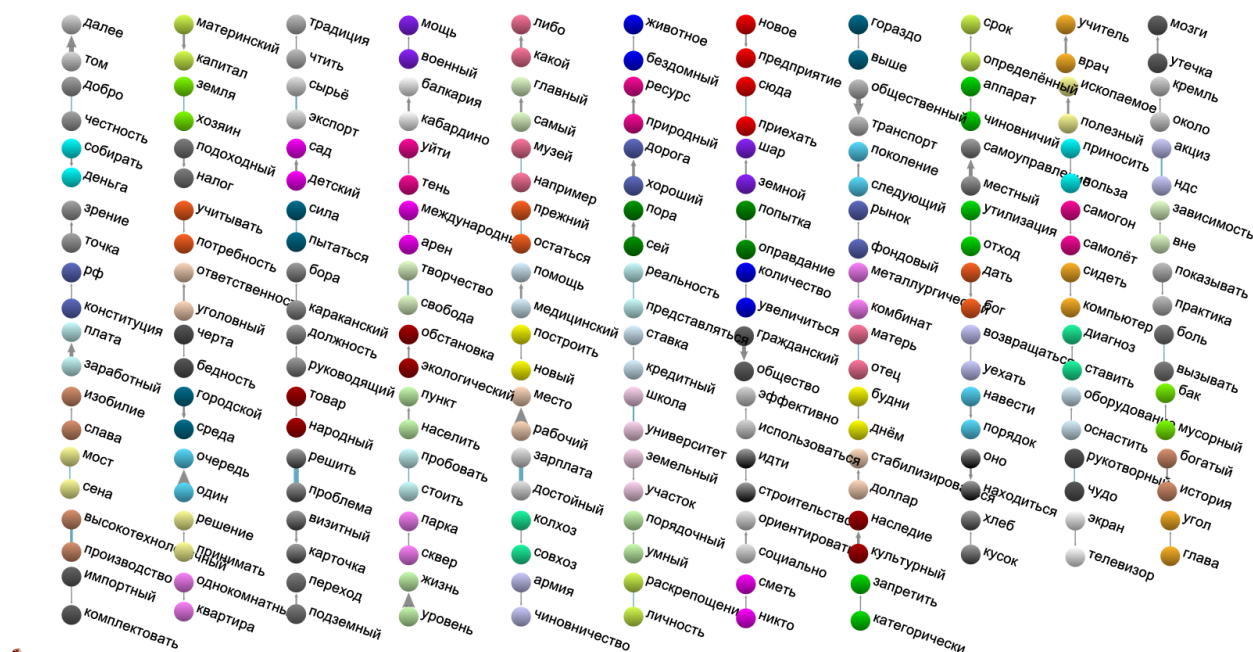 далее
том
добро
честность
собирать
деньга
зрение
точка
рф
конституция
плата
заработный
изобилие
слава
мост
сена
высокотехнологичный
производство
импортный
комплектовать
материнский
капитал
земля
хозяин
подоходный
налог
учитывать
потребность
ответственность
уголовный
черта
бедность
городской
среда
очередь
один
решение
принимать
однокомнатный
квартира
традиция
чтить
сырьё
экспорт
сад
детский
сила
пытаться
бора
караканский
должность
руководящий
товар
народный
решить
проблема
визитный
карточка
переход
подземный
мощь
военный
балкария
кабардино
уйти
тень
международный
арен
творчество
свобода
обстановка
экологический
пункт
населить
пробовать
стоить
парка
сквер
жизнь
уровень
либо
какой
главный
самый
музей
например
прежний
остаться
помощь
медицинский
построить
новый
место
рабочий
зарплата
достойный
колхоз
совхоз
армия
чиновничество
животное
бездомный
ресурс
природный
дорога
хороший
пора
сей
реальность
представляться
ставка
кредитный
школа
университет
земельный
участок
порядочный
умный
раскрепощение
личность
новое
предприятие
сюда
приехать
шар
земной
попытка
оправдание
количество
увеличиться
гражданский
общество
эффективно
использоваться
идти
строительство
ориентировать
социально
сметь
никто
гораздо
выше
общественный
транспорт
поколение
следующий
рынок
фондовый
металлургический
комбинат
матерь
отец
будни
днём
стабилизироваться
доллар
наследие
культурный
запретить
категорически
срок
определённый
аппарат
чиновничий
самоуправление
местный
утилизация
отход
дать
бог
возвращаться
уехать
навести
порядок
оно
находиться
хлеб
кусок
учитель
врач
ископаемое
полезный
приносить
польза
самогон
самолёт
сидеть
компьютер
диагноз
ставить
оборудование
оснастить
рукотворный
чудо
экран
телевизор
мозги
утечка
кремль
около
акциз
ндс
зависимость
вне
показывать
практика
боль
вызывать
бак
мусорный
богатый
история
угол
глава